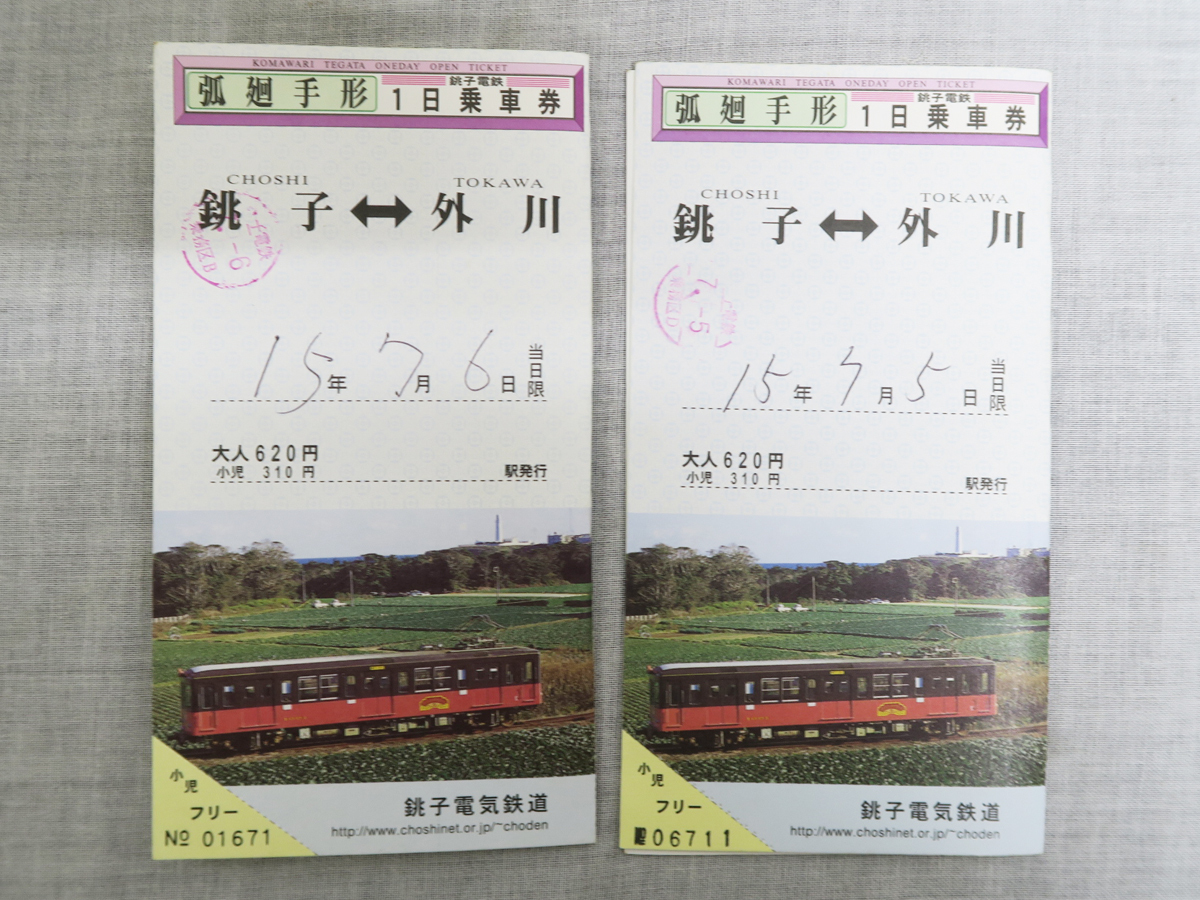 KOMAWARI TEGATA ONEDAY OPEN TICKET
弧廻手形
銚子電鉄
1日乗車券
CHOSHI TOKAWA
銚子↔外川
-6
15年7月6日
当日限
大人620円
小児 310円
駅発行
小児
フリー
№ 01671
銚子電気鉄道
http://www.choshinet.or.jp/~choden
KOMAWARI TEGATA ONEDAY OPEN TICKET
弧廻手形
銚子電鉄
1日乗車券
CHOSHI TOKAWA
銚子↔外川
7.-5
15年7月5日
当日限
大人620円
小児 310円
駅発行
小児
フリー
06711
銚子電気鉄道
http://www.choshinet.or.jp/~choden